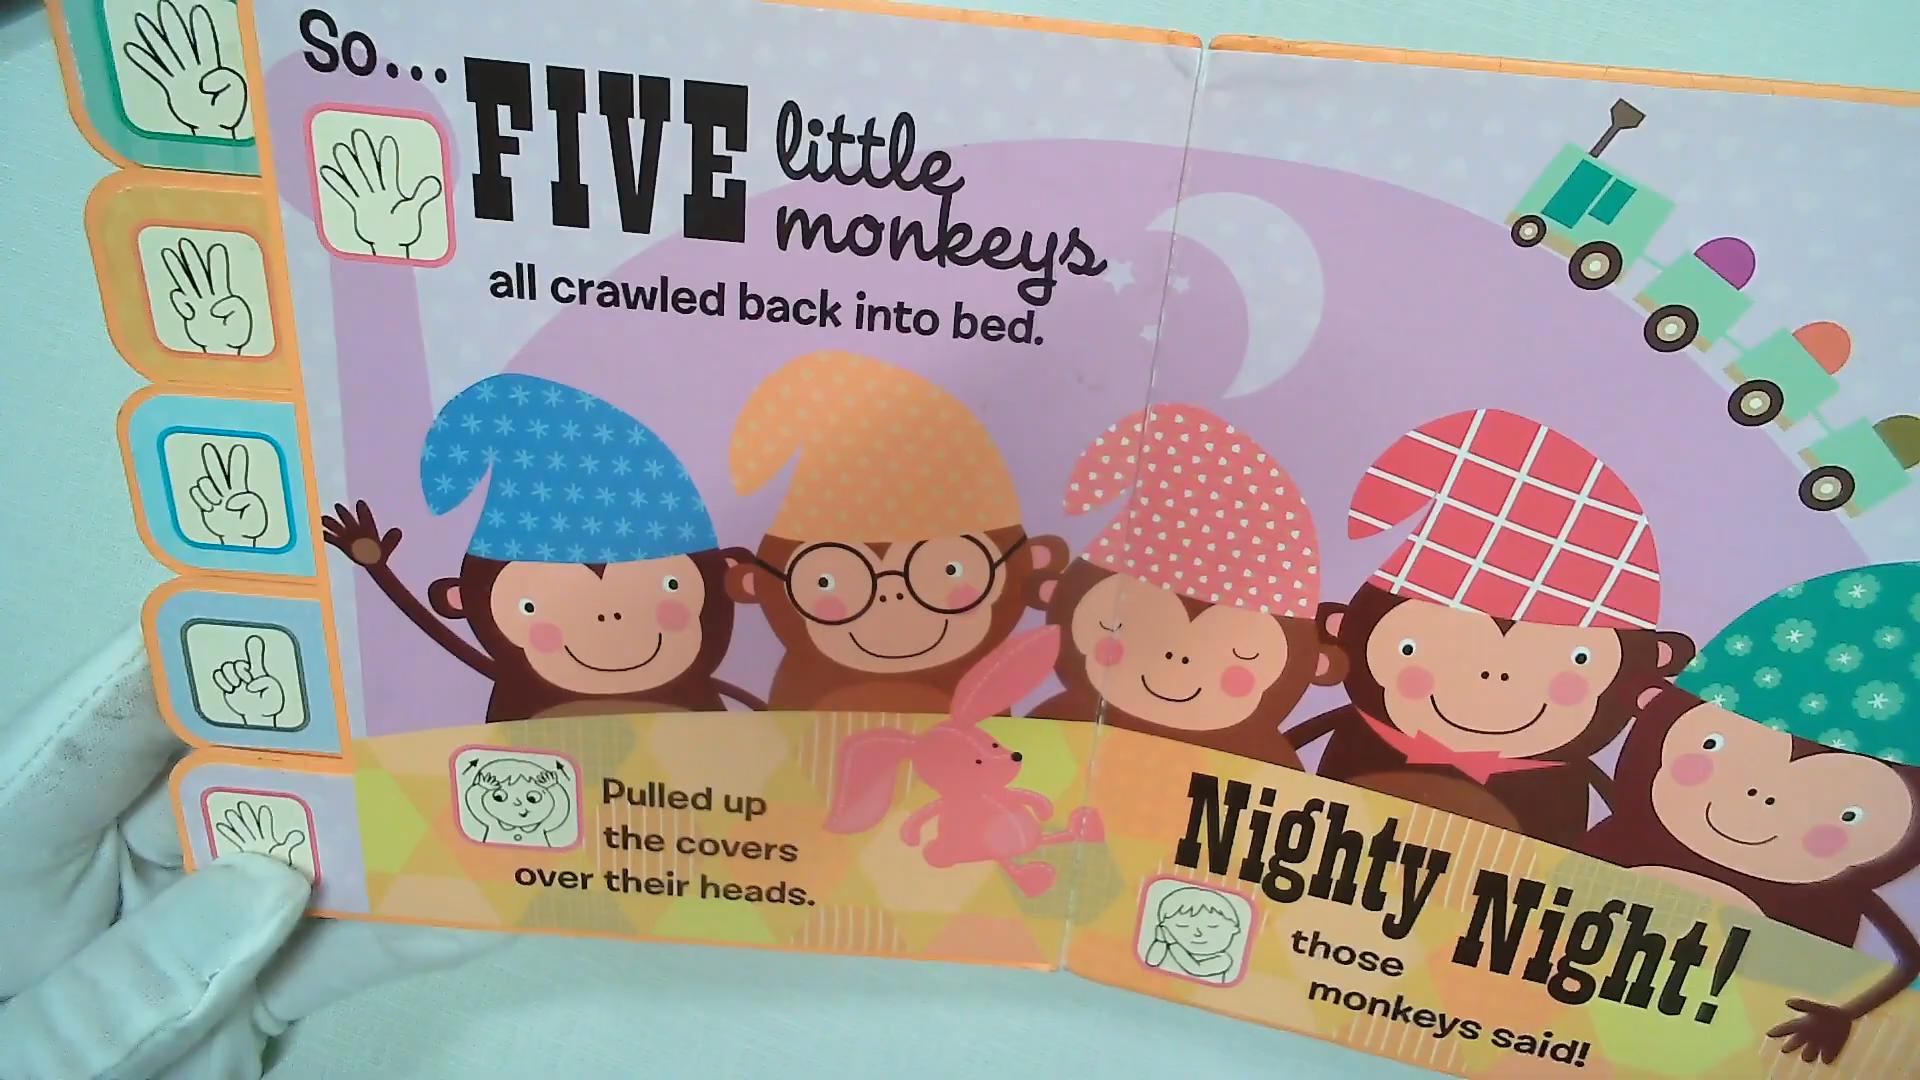 So...
FIVE little
monkeys
all crawled back into bed.
Pulled up
the covers
over their heads.
Nighty Night!
those
monkeys said!